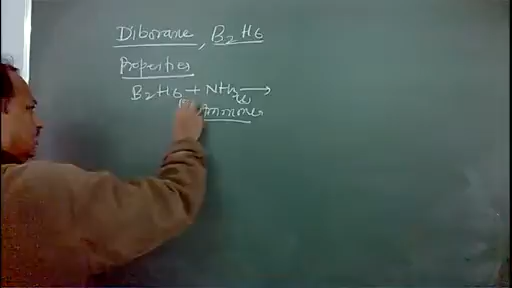 Diborane, B2H6
Properties
B2H6 + NH3 →
Ammonia